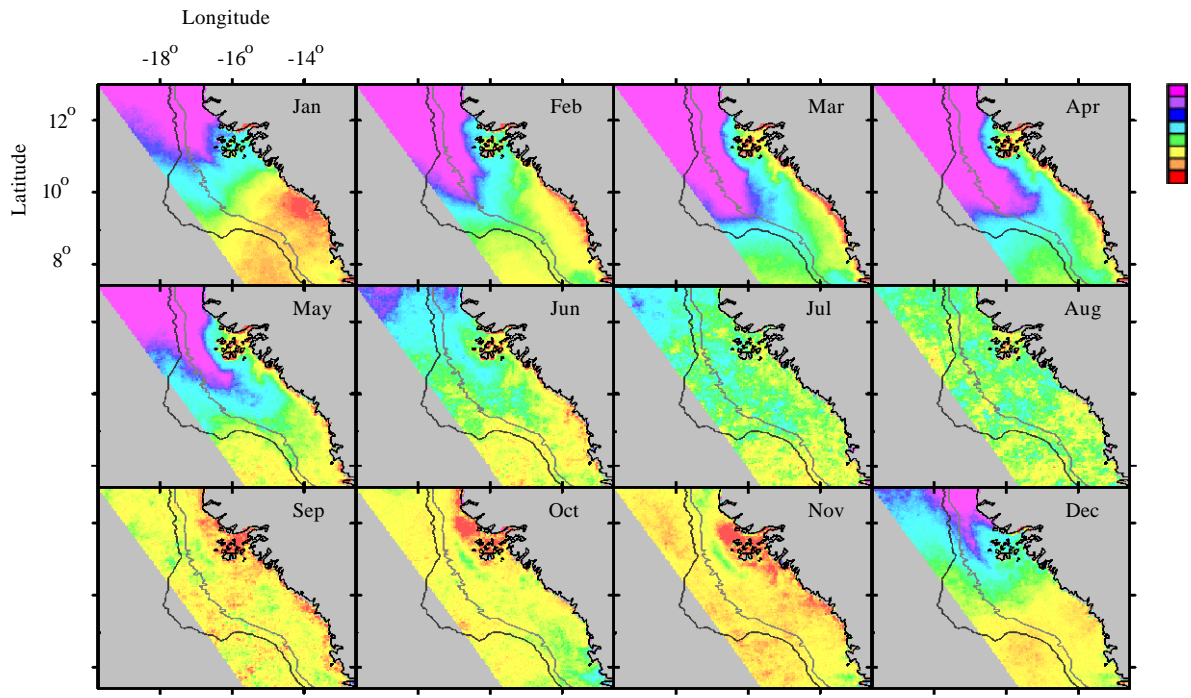 Longitude
-18° -16° -14°
Latitude
12°
10°
8°
Jan Feb Mar Apr
May Jun Jul Aug
Sep Oct Nov Dec